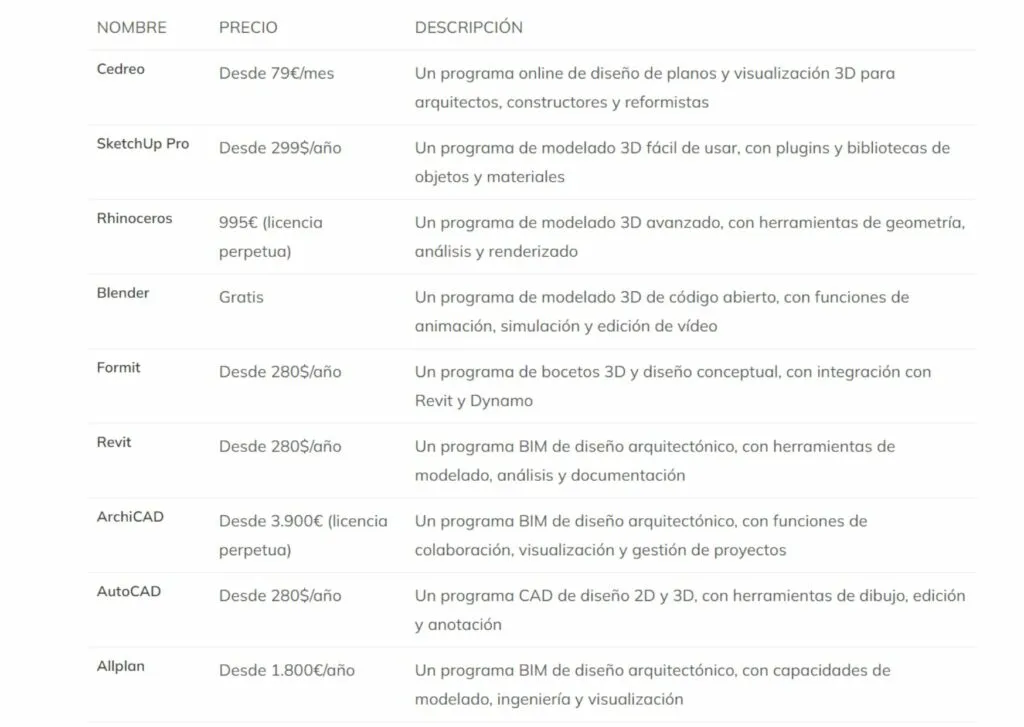 NOMBRE PRECIO DESCRIPCIÓN
Cedreo Desde 79€/mes Un programa online de diseño de planos y visualización 3D para
arquitectos, constructores y reformistas
SketchUp Pro Desde 299$/año Un programa de modelado 3D fácil de usar, con plugins y bibliotecas de
objetos y materiales
Rhinoceros 995€ (licencia Un programa de modelado 3D avanzado, con herramientas de geometría,
perpetua) análisis y renderizado
Blender Gratis Un programa de modelado 3D de código abierto, con funciones de
animación, simulación y edición de vídeo
Formit Desde 280$/año Un programa de bocetos 3D y diseño conceptual, con integración con
Revit y Dynamo
Revit Desde 280$/año Un programa BIM de diseño arquitectónico, con herramientas de
modelado, análisis y documentación
ArchiCAD Desde 3.900€ (licencia Un programa BIM de diseño arquitectónico, con funciones de
perpetua) colaboración, visualización y gestión de proyectos
AutoCAD Desde 280$/año Un programa CAD de diseño 2D y 3D, con herramientas de dibujo, edición
y anotación
Allplan Desde 1.800€/año Un programa BIM de diseño arquitectónico, con capacidades de
modelado, ingeniería y visualización